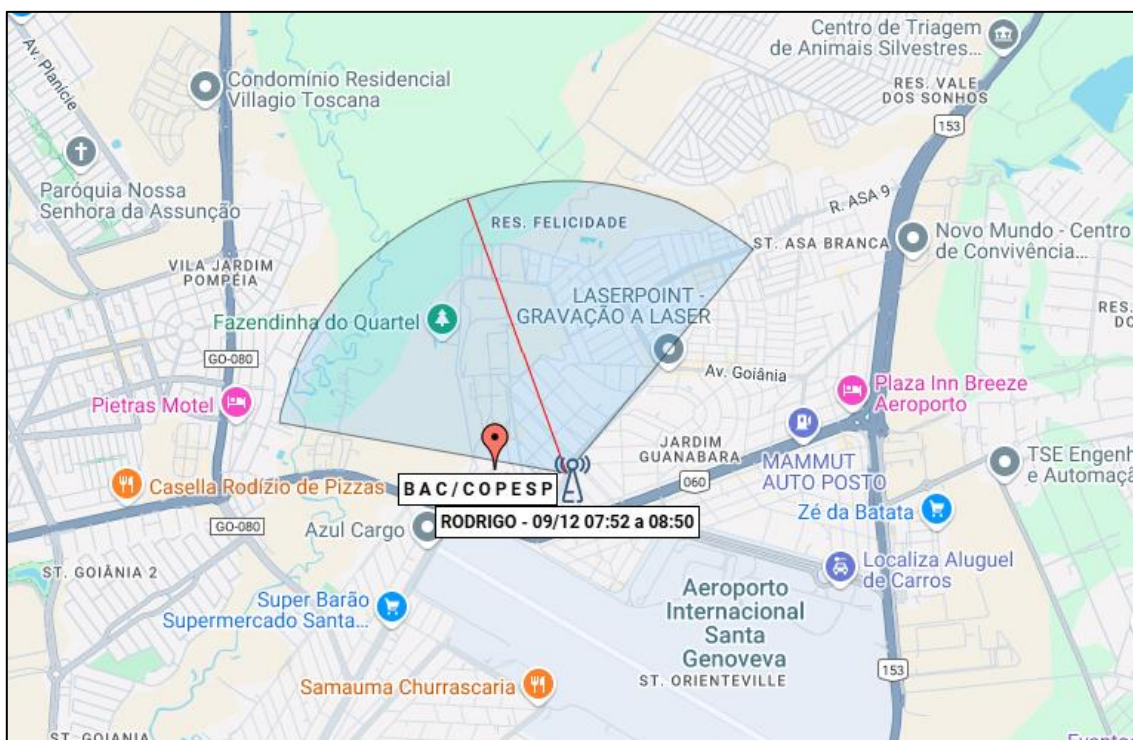 Centro de Triagem
de Animais Silvestres...
Av. Planície
Condomínio Residencial
Villagio Toscana
RES. VALE
DOS SONHOS
153
Paróquia Nossa
Senhora da Assunção
RES. FELICIDADE
R. ASA 9
ST. ASA BRANCA
Novo Mundo - Centro
de Convivência...
VILA JARDIM
POMPÉIA
LASERPOINT -
GRAVAÇÃO A LASER
Fazendinha do Quartel
RES.
DO
GO-080
Av. Goiânia
Pietras Motel
Plaza Inn Breeze
Aeroporto
JARDIM
GUANABARA
MAMMUT
AUTO POSTO
TSE Engenh
e Automaçã
060
BAC/COPESP
Casella Rodízio de Pizzas
RODRIGO - 09/12 07:52 a 08:50
GO-080
Azul Cargo
Zé da Batata
ST. GOIÂNIA 2
Localiza Aluguel
de Carros
Super Barão
Supermercado Santa...
Aeroporto
Internacional
Santa
Genoveva
ST. ORIENTEVILLE
153
Samauma Churrascaria
ST. GOIANIA